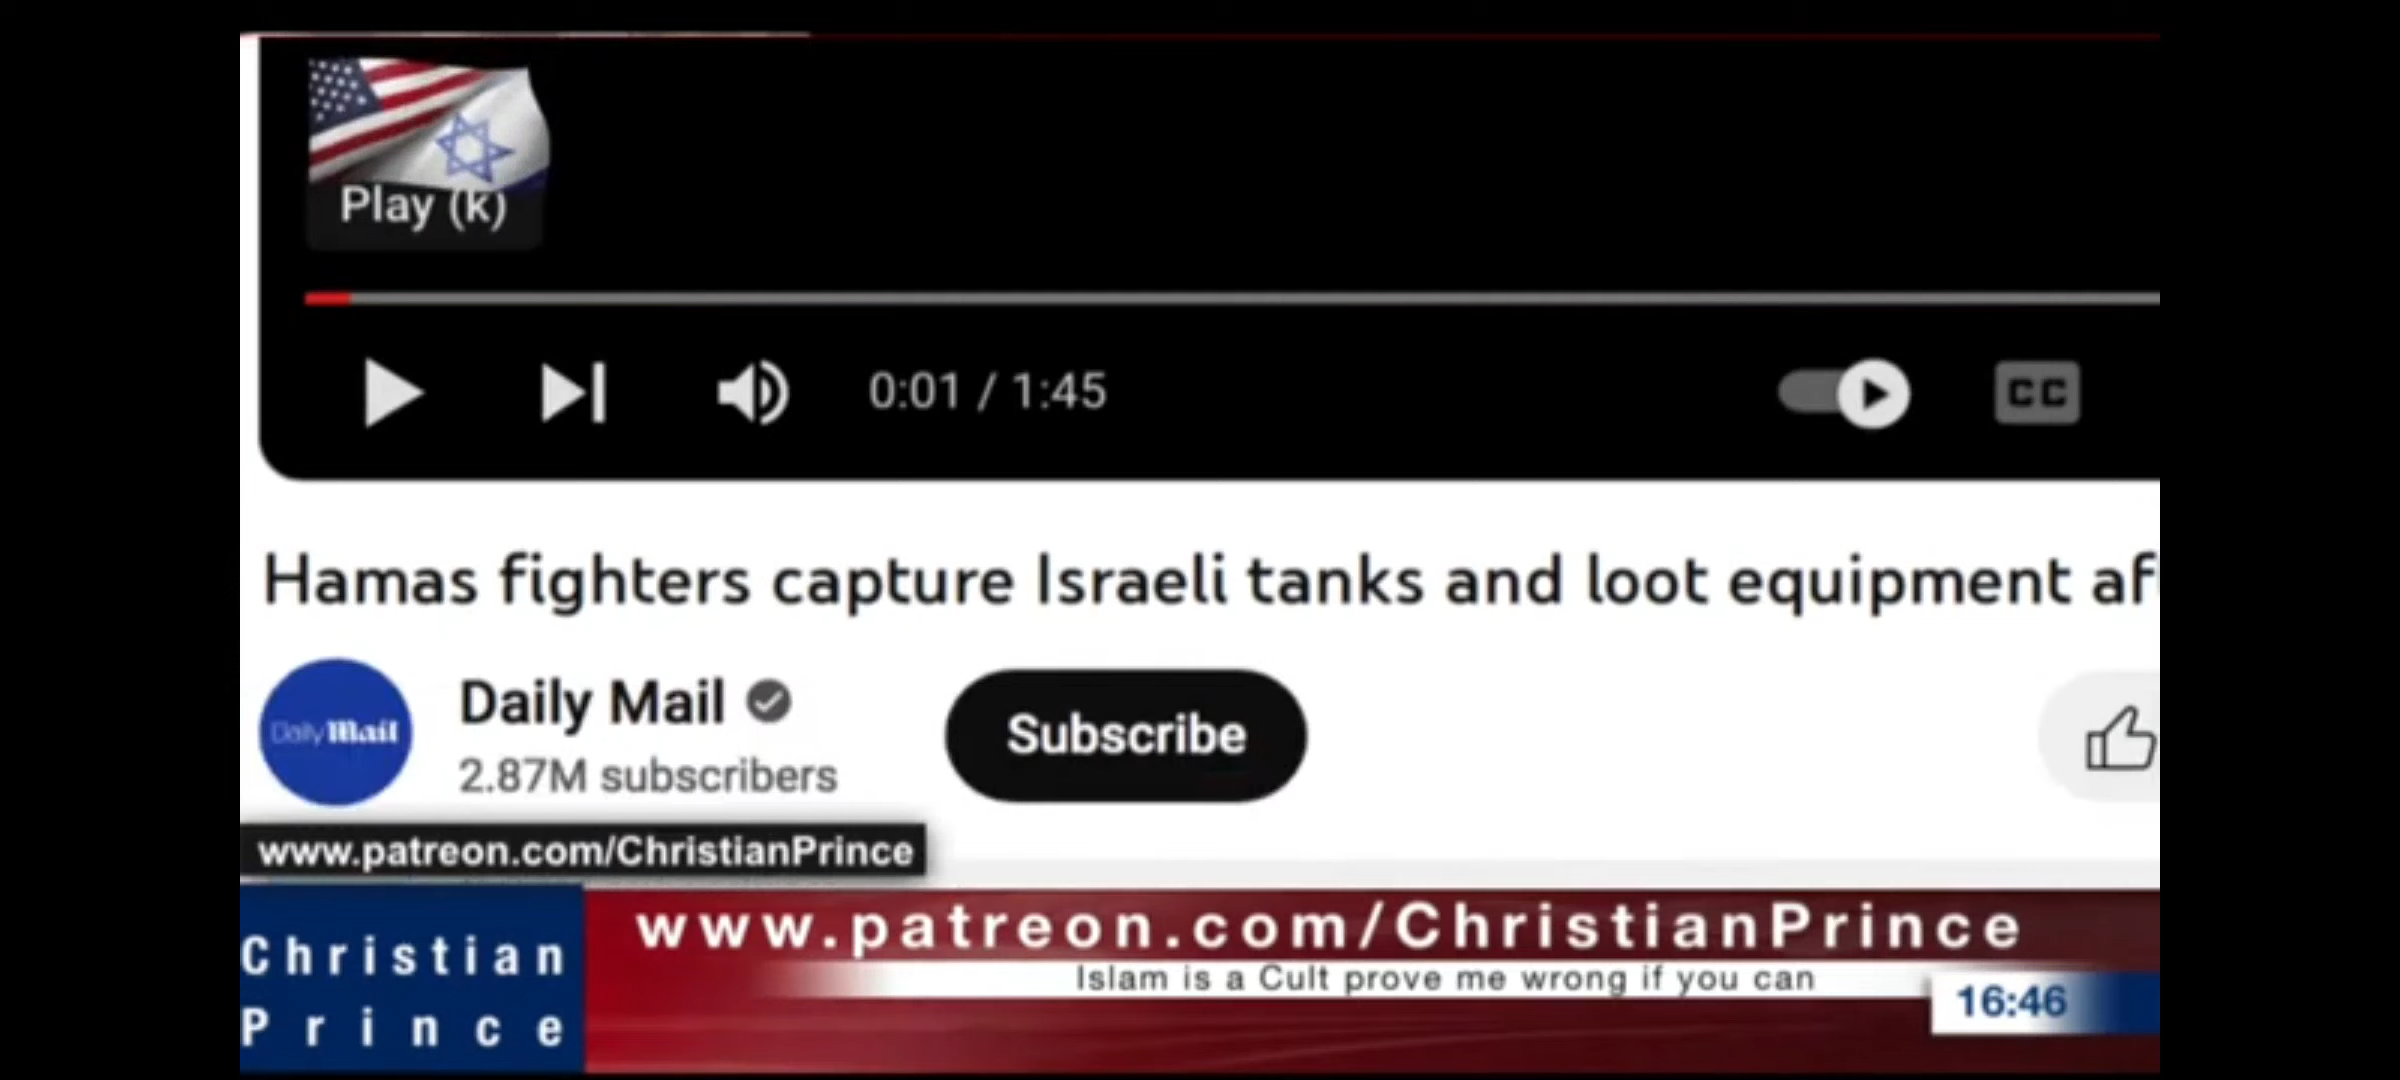 Play (k)
0:01 / 1:45
CC
Hamas fighters capture Israeli tanks and loot equipment af
Daily Mail
Daily Mail
2.87M subscribers
Subscribe
www.patreon.com/ChristianPrince
Christian
Prince
www.patreon.com/ChristianPrince
Islam is a Cult prove me wrong if you can
16:46